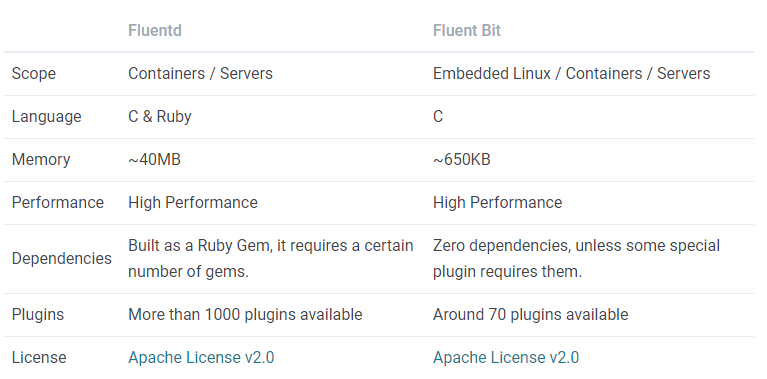 Fluentd Fluent Bit
Scope Containers / Servers Embedded Linux / Containers / Servers
Language C & Ruby C
Memory ~40MB ~650KB
Performance High Performance High Performance
Dependencies Built as a Ruby Gem, it requires a certain number of gems. Zero dependencies, unless some special plugin requires them.
Plugins More than 1000 plugins available Around 70 plugins available
License Apache License v2.0 Apache License v2.0